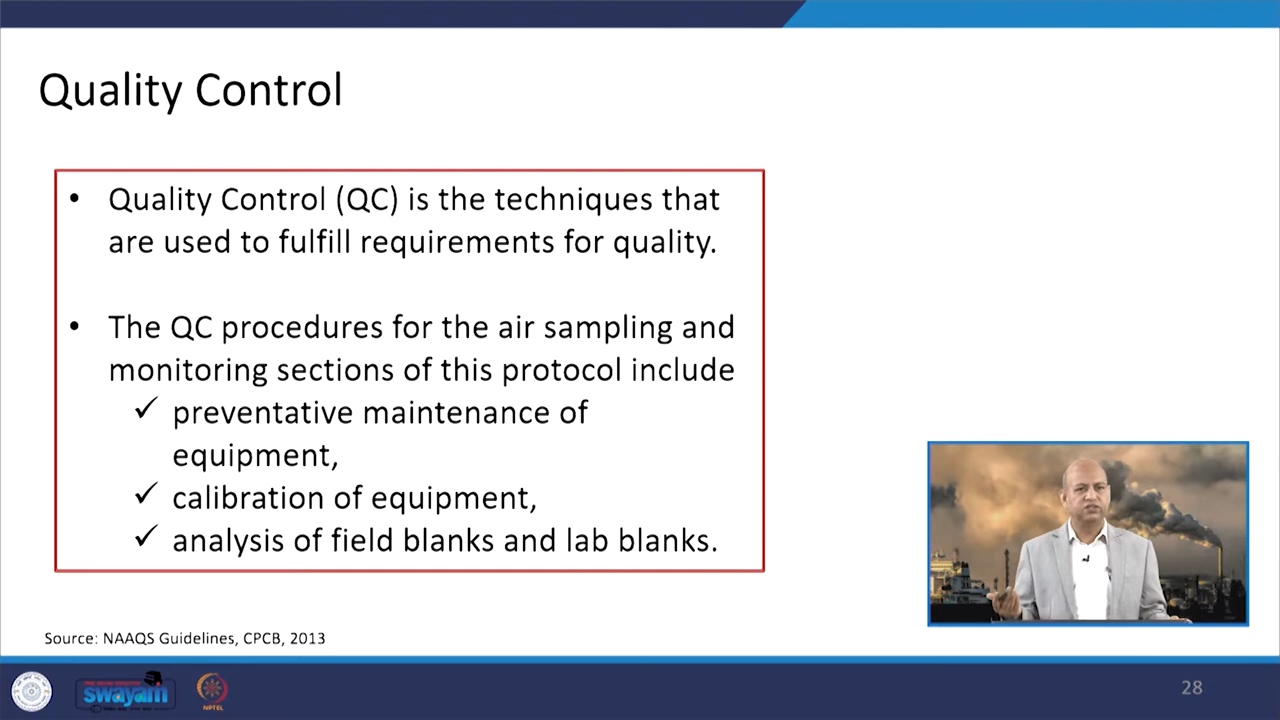 Quality Control
• Quality Control (QC) is the techniques that
are used to fulfill requirements for quality.
• The QC procedures for the air sampling and
monitoring sections of this protocol include
✓ preventative maintenance of
equipment,
✓ calibration of equipment,
✓ analysis of field blanks and lab blanks.
Source: NAAQS Guidelines, CPCB, 2013
swayam
NPTEL
28